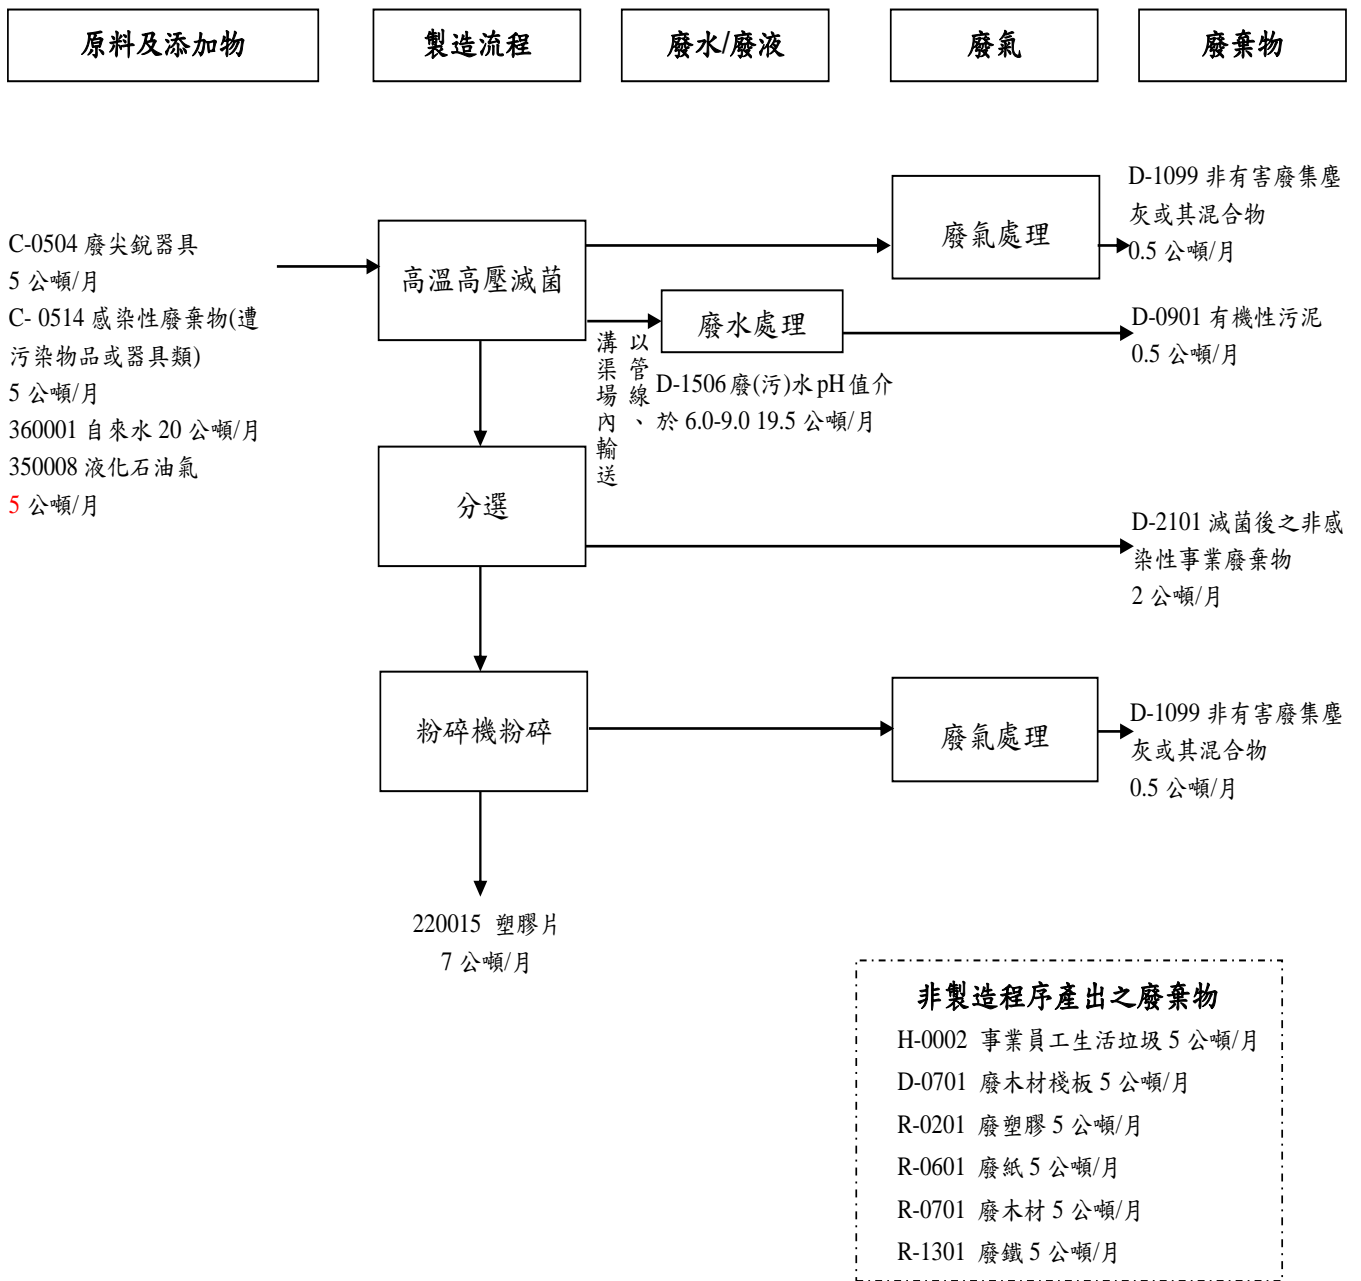 原料及添加物
製造流程
廢水/廢液
廢氣
廢棄物
C-0504 廢尖銳器具
5 公噸/月
C- 0514 感染性廢棄物(遭
污染物品或器具類)
5 公噸/月
360001 自來水 20 公噸/月
350008 液化石油氣
5 公噸/月
高溫高壓滅菌
廢氣處理
D-1099 非有害廢集塵
灰或其混合物
0.5 公噸/月
以管線、
溝渠場內輸送
廢水處理
D-1506 廢(污)水 pH 值介
於 6.0-9.0 19.5 公噸/月
D-0901 有機性污泥
0.5 公噸/月
分選
D-2101 滅菌後之非感
染性事業廢棄物
2 公噸/月
粉碎機粉碎
廢氣處理
D-1099 非有害廢集塵
灰或其混合物
0.5 公噸/月
220015 塑膠片
7 公噸/月
非製造程序產出之廢棄物
H-0002 事業員工生活垃圾 5 公噸/月
D-0701 廢木材棧板 5 公噸/月
R-0201 廢塑膠 5 公噸/月
R-0601 廢紙 5 公噸/月
R-0701 廢木材 5 公噸/月
R-1301 廢鐵 5 公噸/月